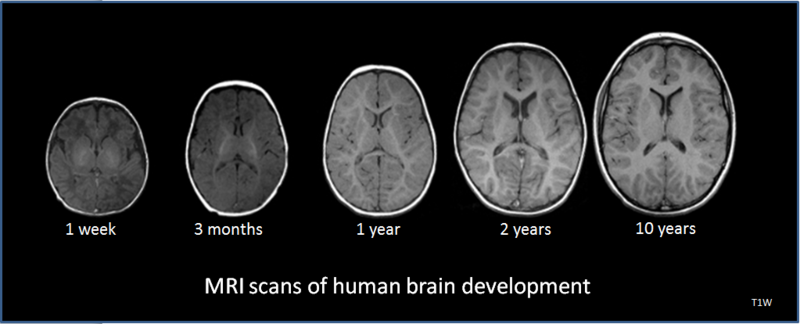 1 week
3 months
1 year
2 years
10 years
MRI scans of human brain development
T1W